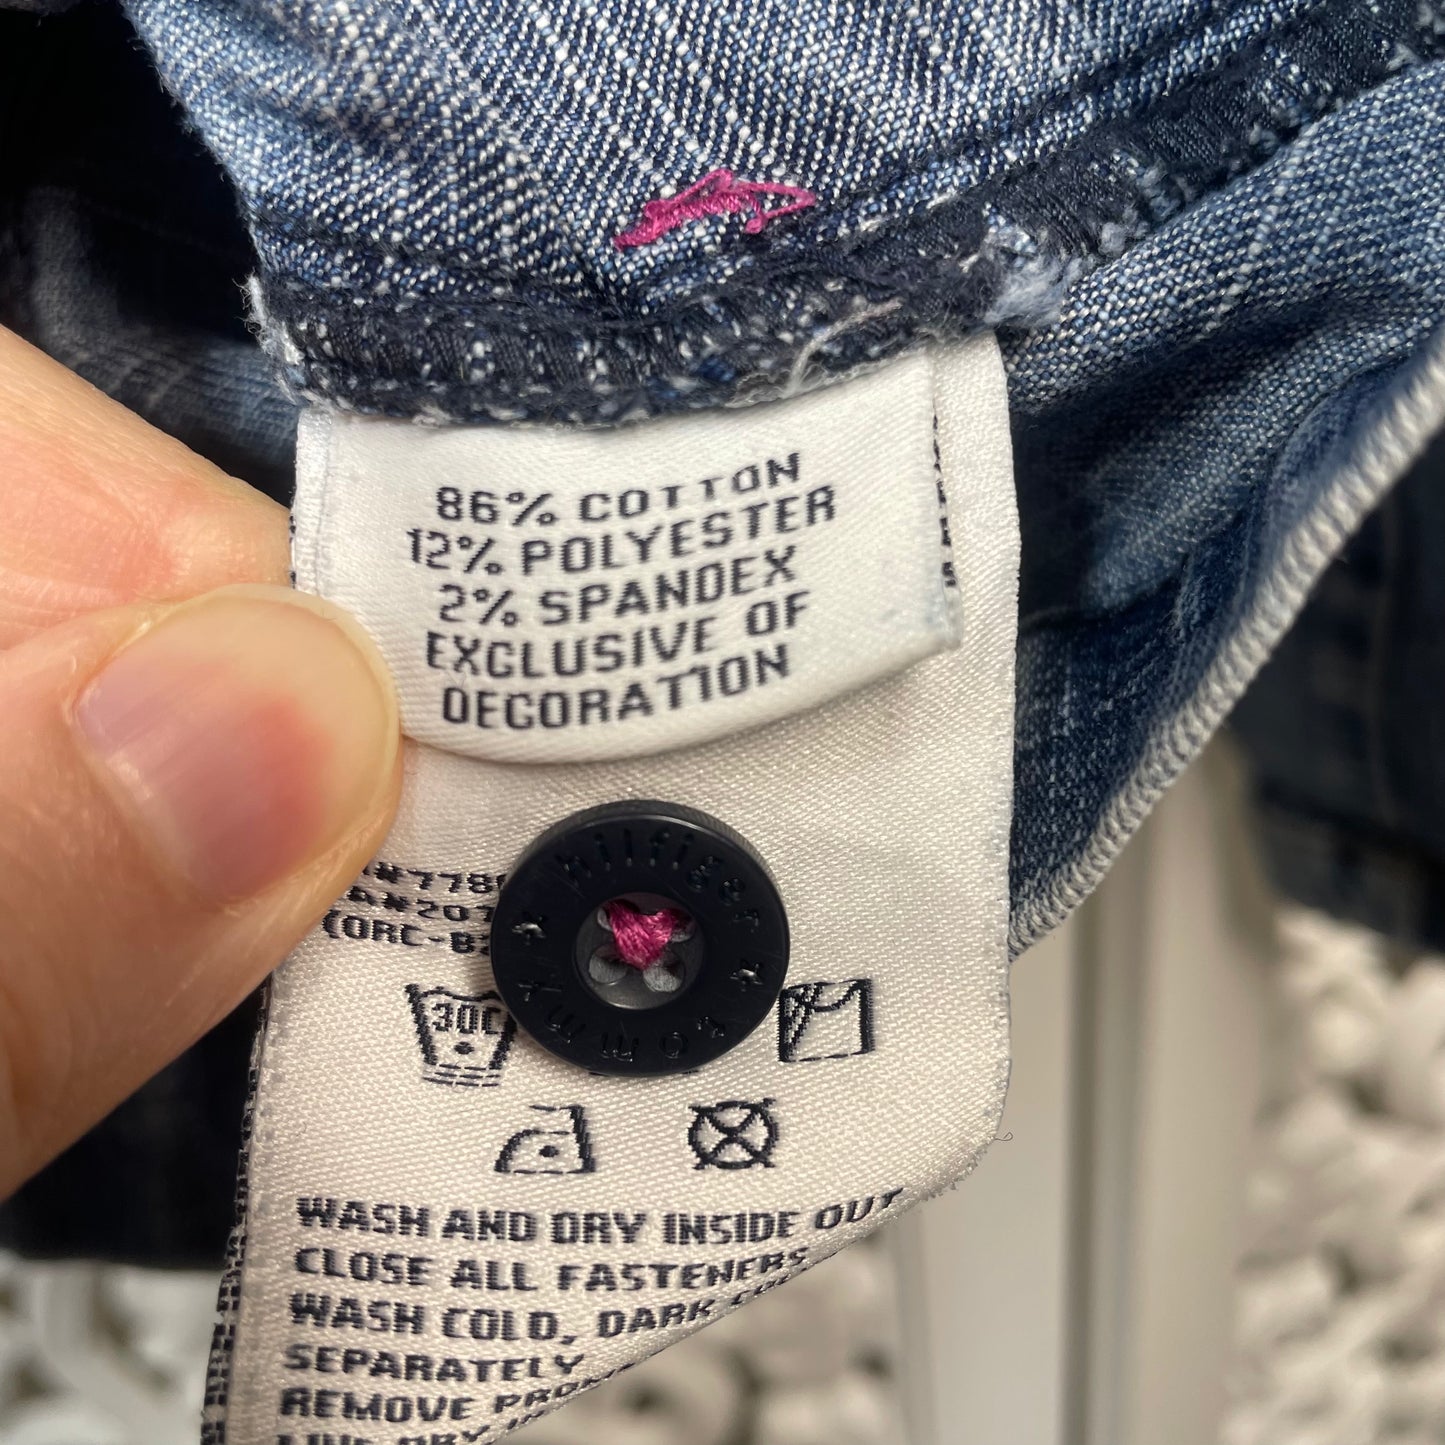 86% COTTON
12% POLYESTER
2% SPANDEX
EXCLUSIVE OF
DECORATION
hilfiger
tommy
30C
WASH AND DRY INSIDE OUT
CLOSE ALL FASTENERS
WASH COLD, DARK
SEPARATELY
REMOVE